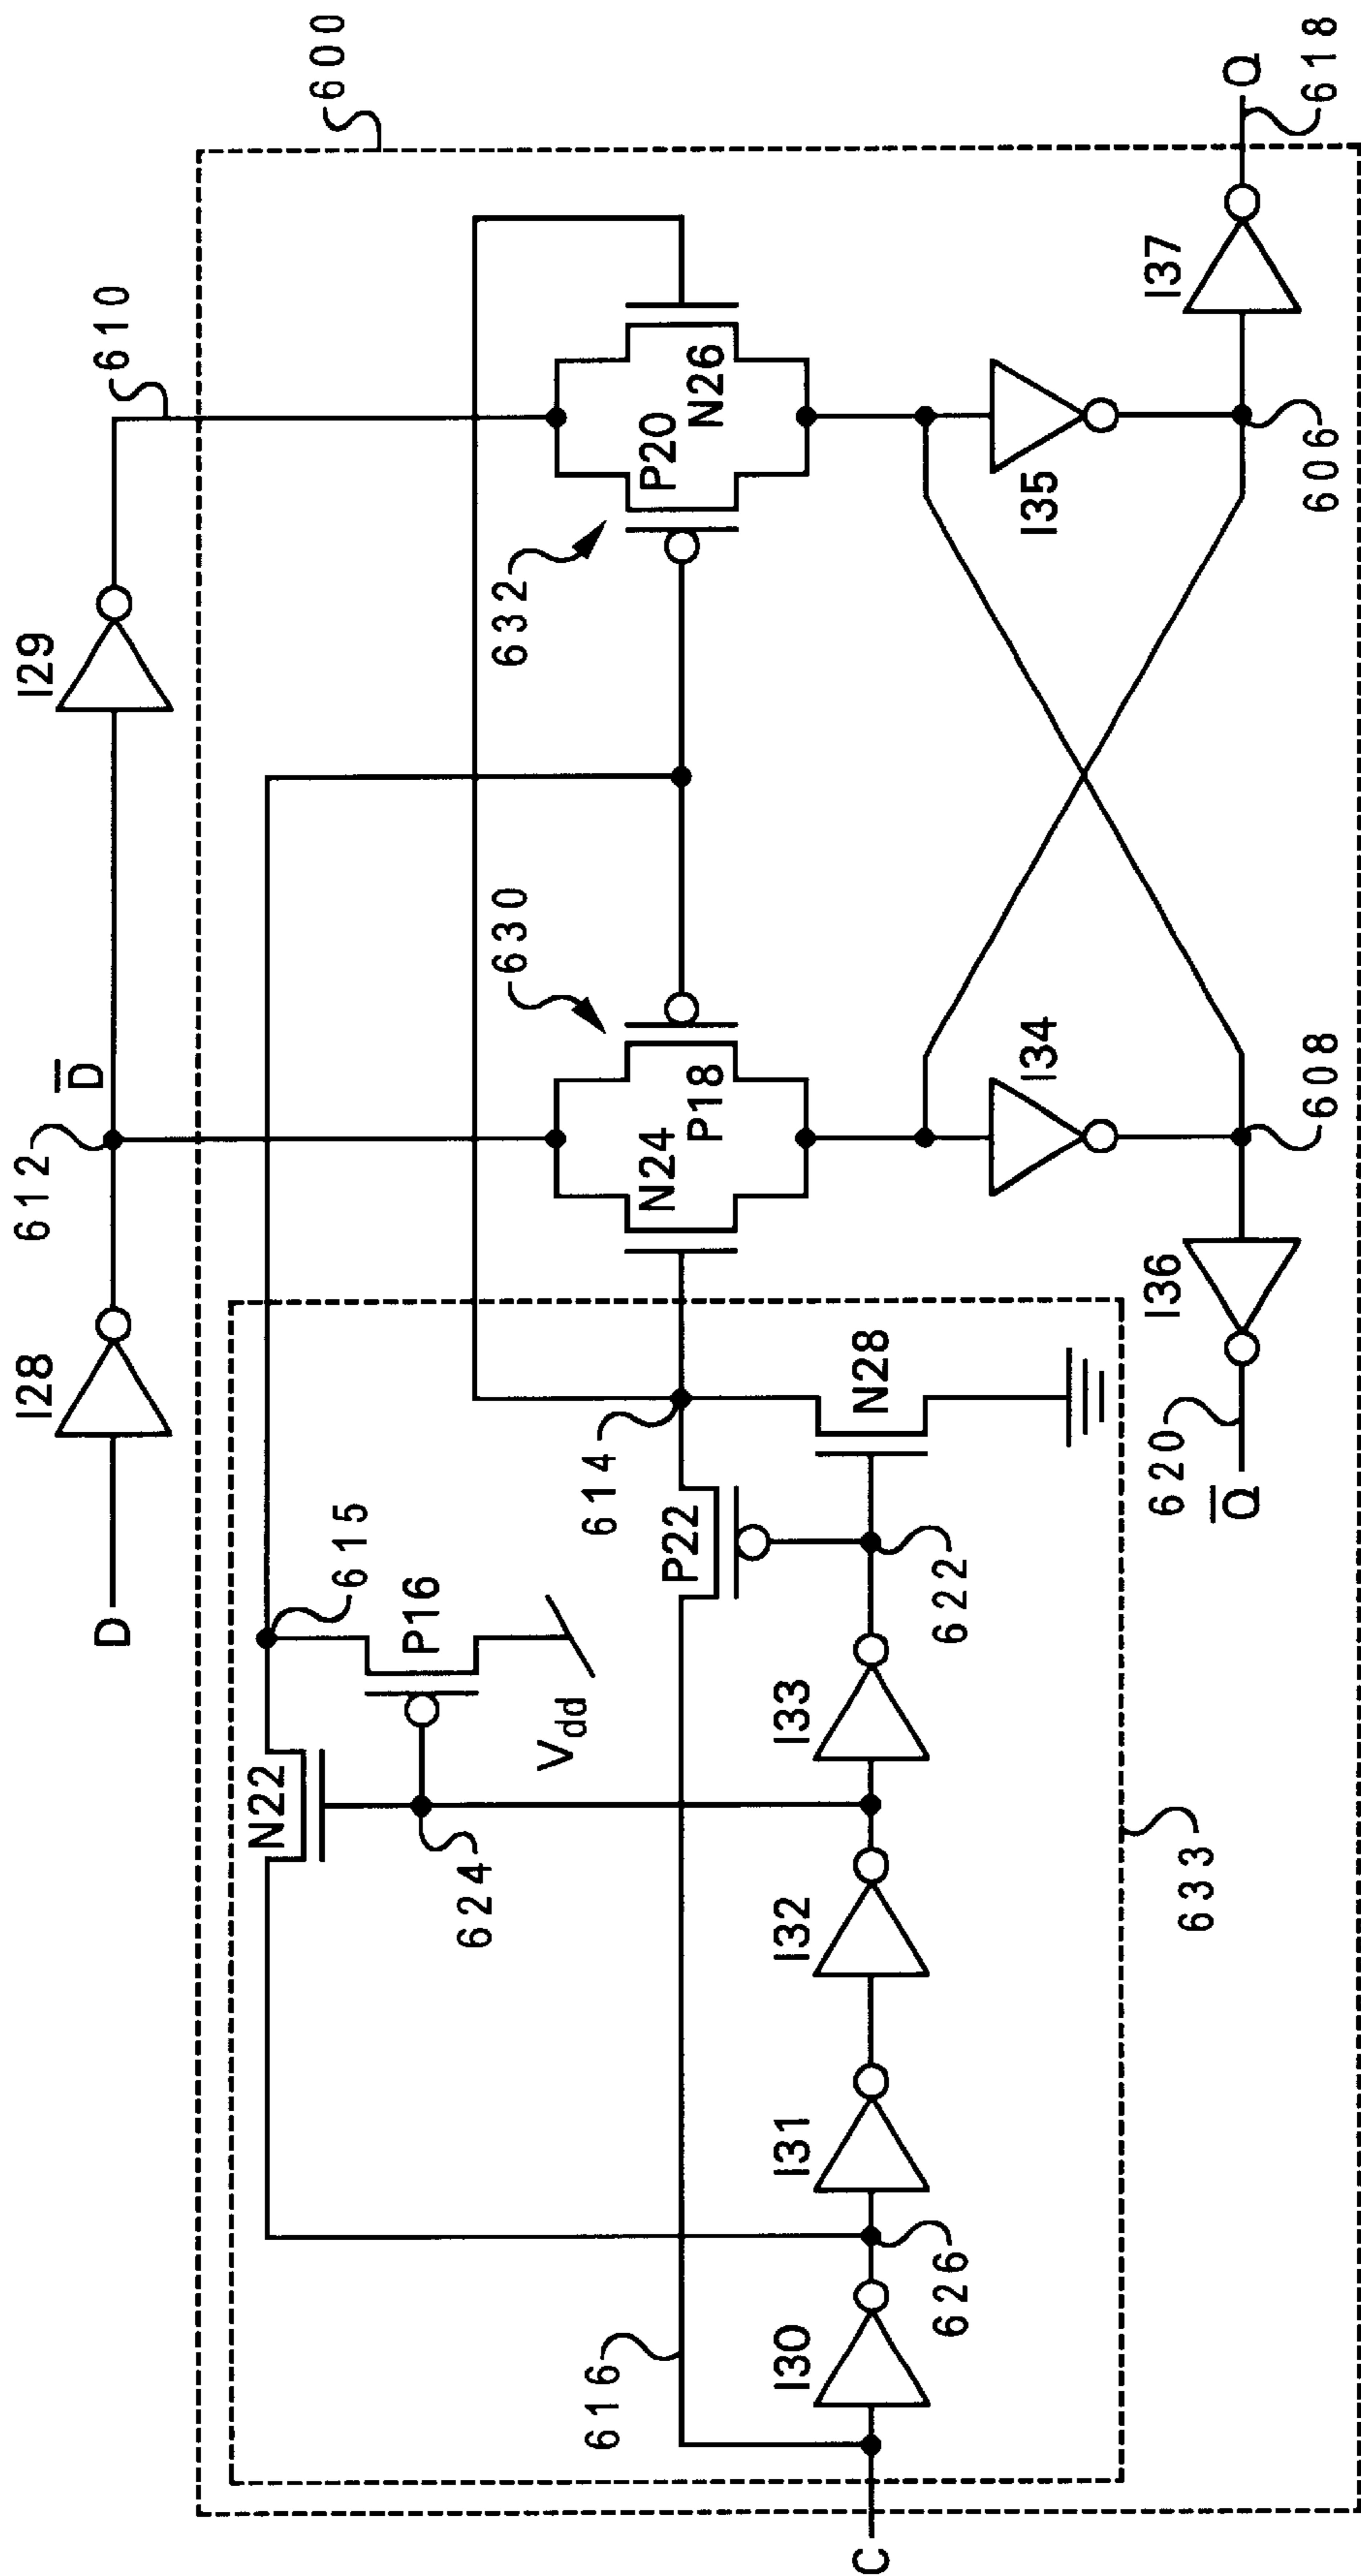 600
I28
I29
D
612
D̅
610
615
N22
P16
Vdd
624
616
614
P22
N28
622
I30
I31
I32
I33
626
633
630
N24
P18
632
P20
N26
I34
I35
608
606
I36
620
Q̅
I37
618
Q
C